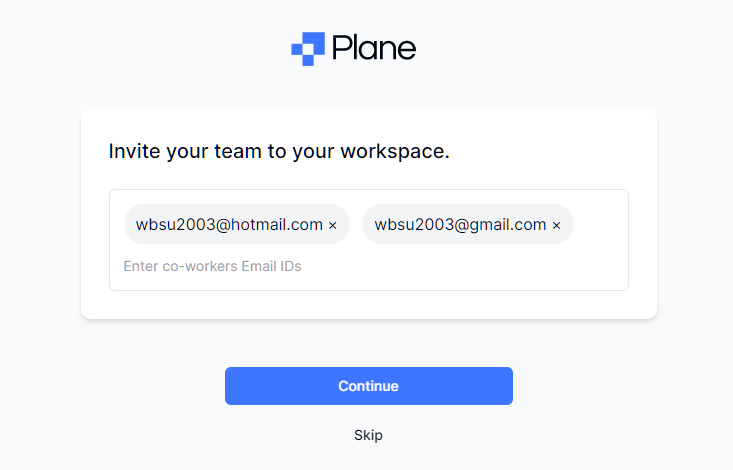 Plane
Invite your team to your workspace.
wbsu2003@hotmail.com × wbsu2003@gmail.com ×
Enter co-workers Email IDs
Continue
Skip